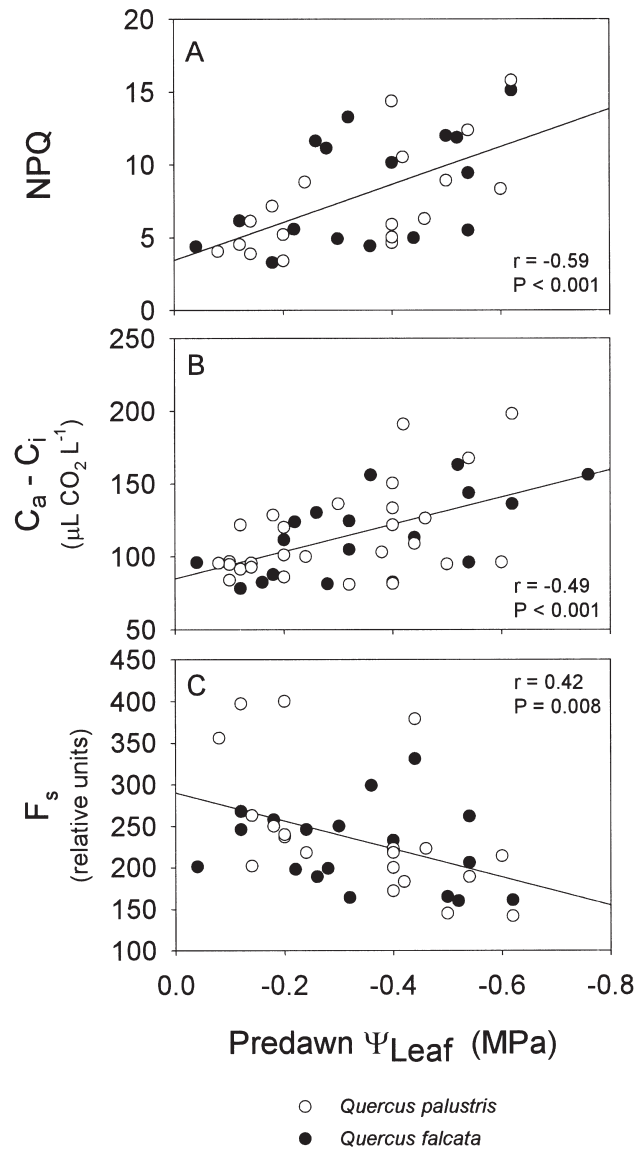 20
A
15
NPQ
10
5
r = -0.59
P < 0.001
0
250
B
200
Ca - Ci
(µL CO2 L-1)
150
100
r = -0.49
P < 0.001
50
450
C
r = 0.42
P = 0.008
400
350
Fs
(relative units)
300
250
200
150
100
0.0 -0.2 -0.4 -0.6 -0.8
Predawn ΨLeaf (MPa)
Quercus palustris
Quercus falcata